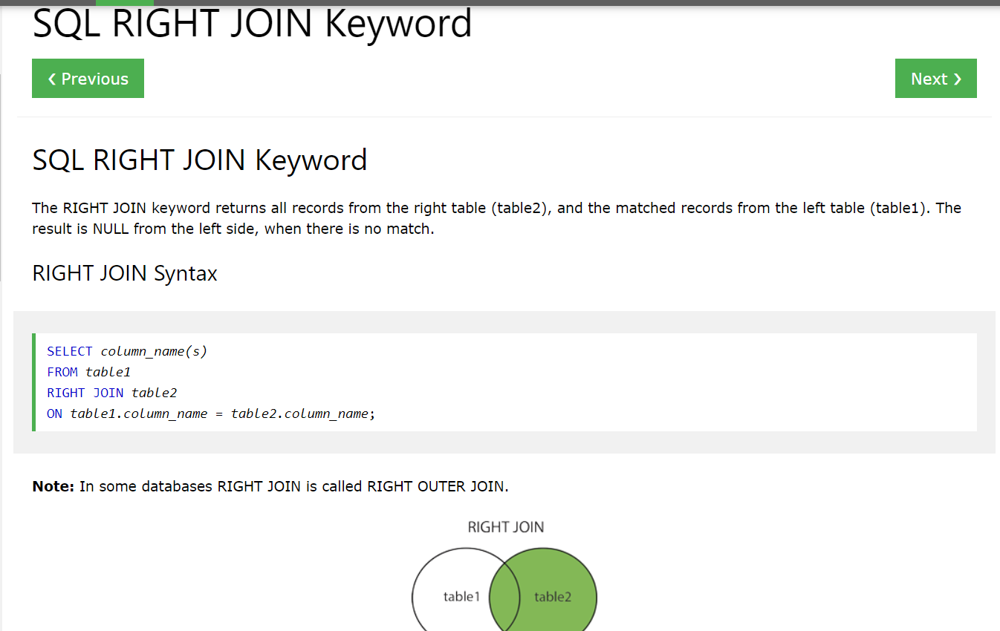 SQL RIGHT JOIN Keyword
❮ Previous
Next ❯
SQL RIGHT JOIN Keyword
The RIGHT JOIN keyword returns all records from the right table (table2), and the matched records from the left table (table1). The
result is NULL from the left side, when there is no match.
RIGHT JOIN Syntax
SELECT column_name(s)
FROM table1
RIGHT JOIN table2
ON table1.column_name = table2.column_name;
Note: In some databases RIGHT JOIN is called RIGHT OUTER JOIN.
RIGHT JOIN
table1 table2